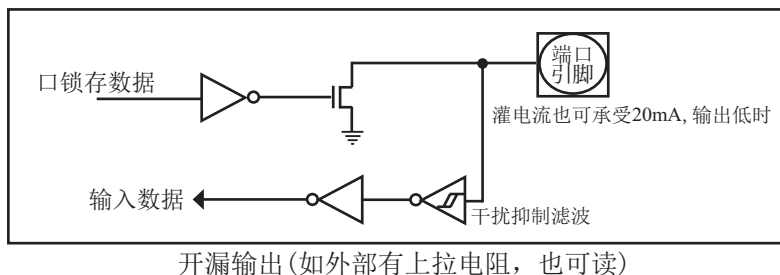 口锁存数据
端口
引脚
灌电流也可承受20mA, 输出低时
输入数据
干扰抑制滤波
开漏输出(如外部有上拉电阻，也可读)